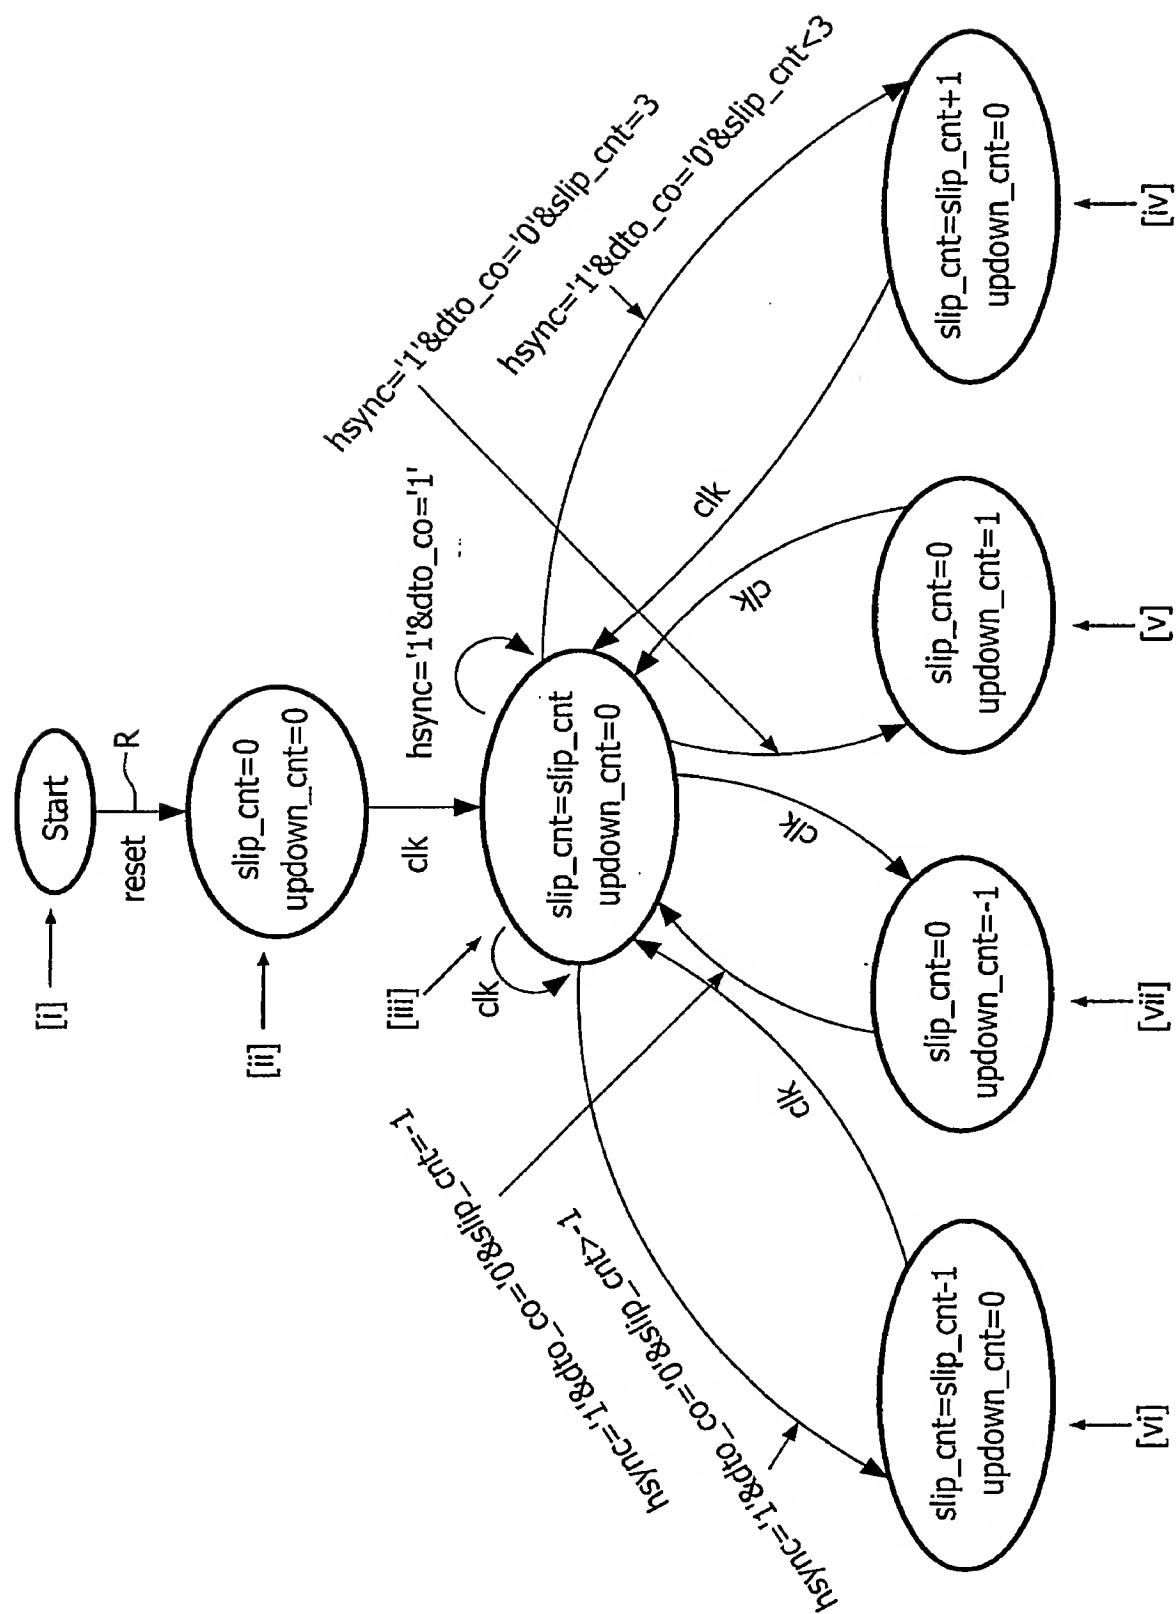 [i]
Start
reset
R
[ii]
slip_cnt=0
updown_cnt=0
clk
[iii]
clk
hsync='1'&dto_co='1'
slip_cnt=slip_cnt
updown_cnt=0
hsync='1'&dto_co='0'&slip_cnt=3
hsync='1'&dto_co='0'&slip_cnt<3
hsync='1'&dto_co='0'&slip_cnt=-1
hsync='1'&dto_co='0'&slip_cnt>-1
clk
clk
clk
clk
slip_cnt=slip_cnt-1
updown_cnt=0
slip_cnt=0
updown_cnt=-1
slip_cnt=0
updown_cnt=1
slip_cnt=slip_cnt+1
updown_cnt=0
[vi]
[vii]
[v]
[iv]